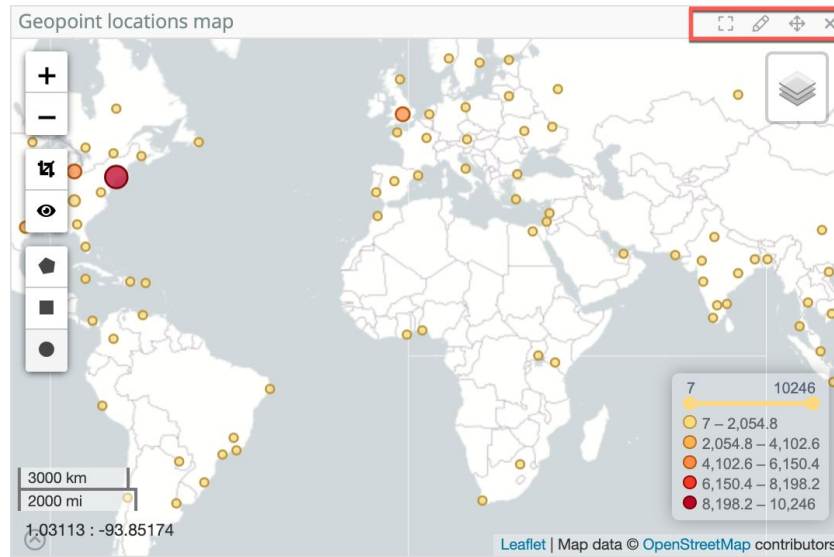 Geopoint locations map
+
−
7 10246
7 – 2,054.8
2,054.8 – 4,102.6
4,102.6 – 6,150.4
6,150.4 – 8,198.2
8,198.2 – 10,246
3000 km
2000 mi
1.03113 : -93.85174
Leaflet | Map data © OpenStreetMap contributors